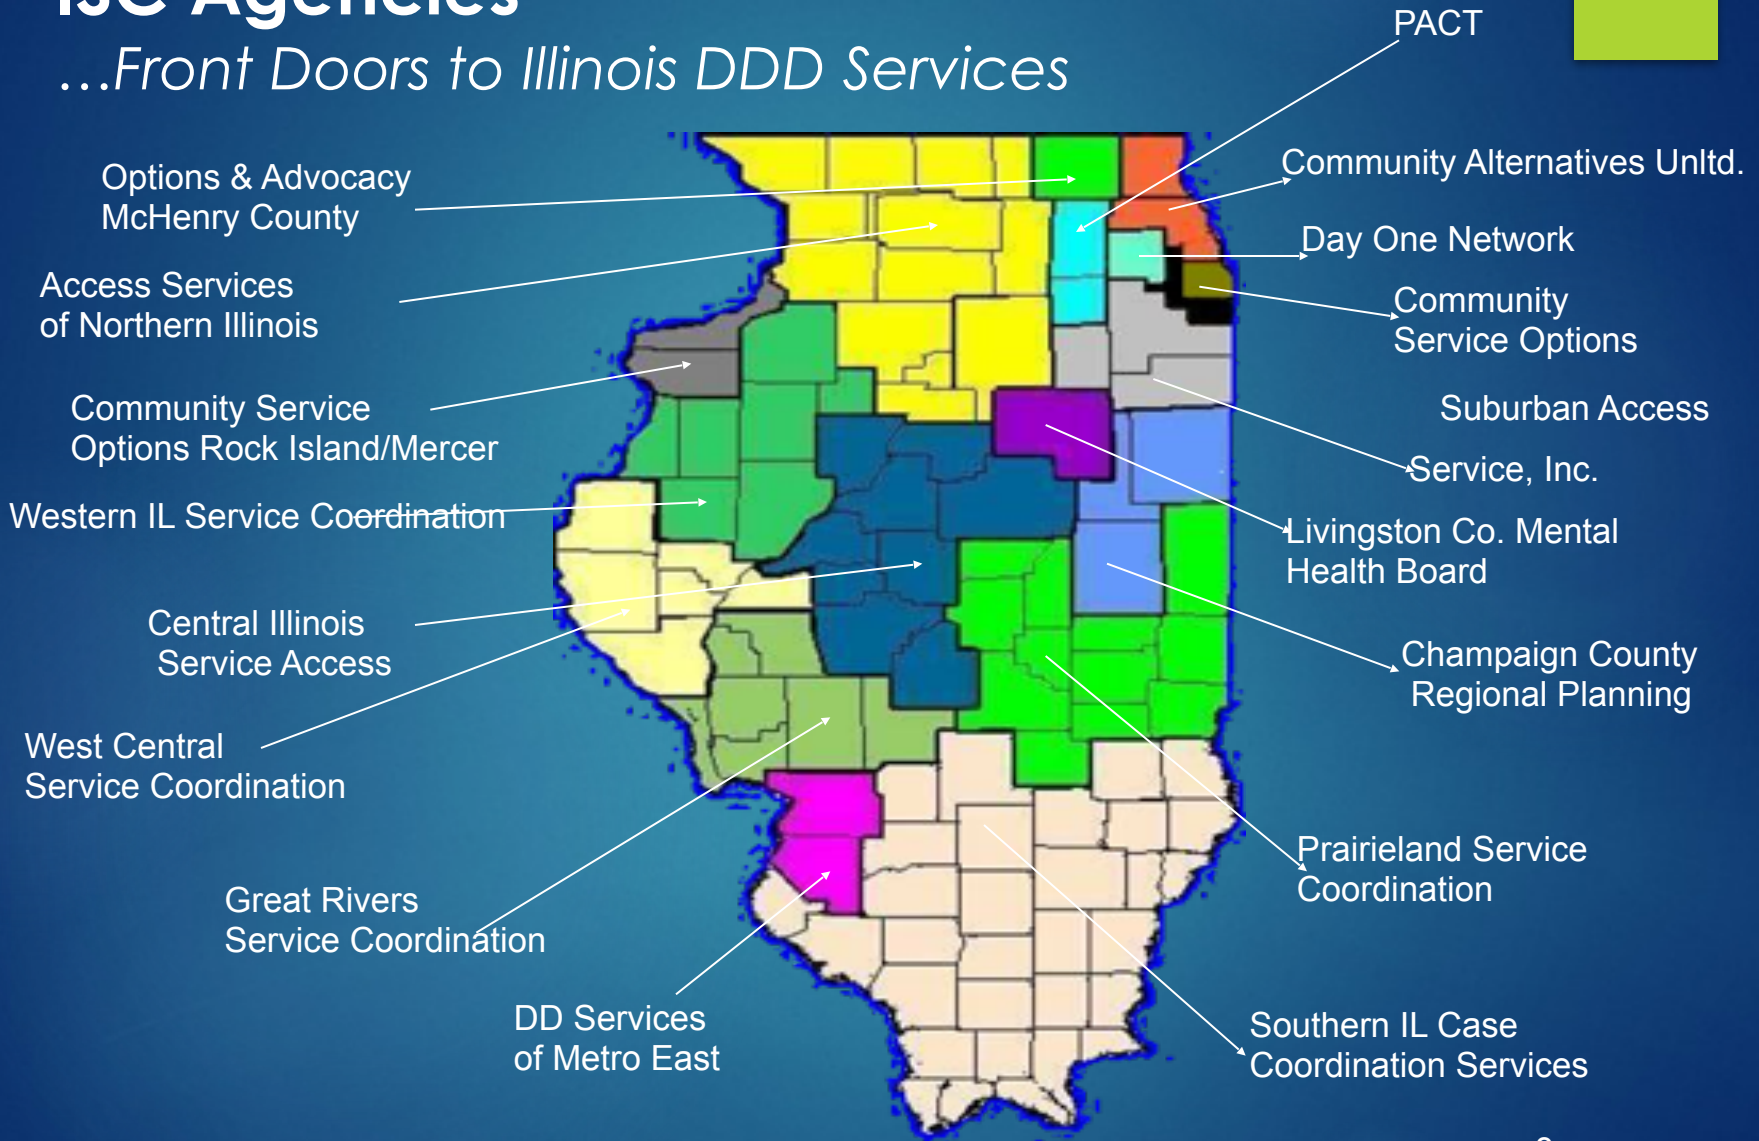 ISC Agencies
…Front Doors to Illinois DDD Services
PACT
Options & Advocacy
McHenry County
Community Alternatives Unltd.
Day One Network
Access Services
of Northern Illinois
Community
Service Options
Community Service
Options Rock Island/Mercer
Suburban Access
Service, Inc.
Western IL Service Coordination
Livingston Co. Mental
Health Board
Central Illinois
Service Access
Champaign County
Regional Planning
West Central
Service Coordination
Prairieland Service
Coordination
Great Rivers
Service Coordination
DD Services
of Metro East
Southern IL Case
Coordination Services